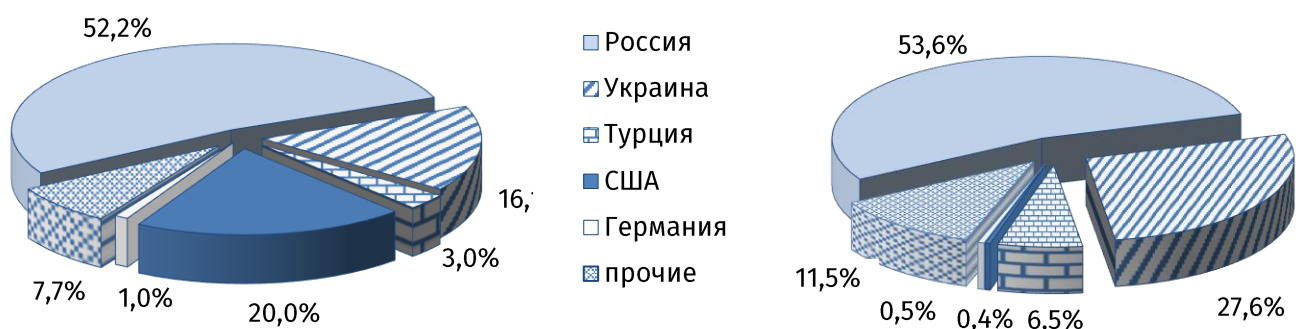 52,2%
16,
3,0%
20,0%
1,0%
7,7%
Россия
Украина
Турция
США
Германия
прочие
53,6%
27,6%
6,5%
0,4%
0,5%
11,5%